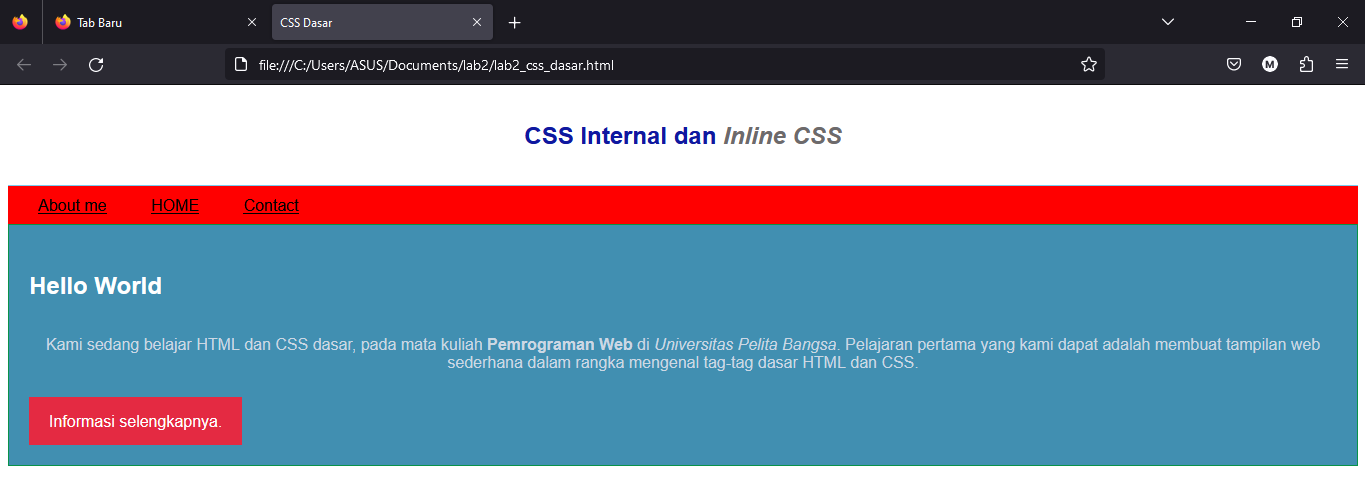 Tab Baru
CSS Dasar
file:///C:/Users/ASUS/Documents/lab2/lab2_css_dasar.html
M
CSS Internal dan Inline CSS
About me HOME Contact
Hello World
Kami sedang belajar HTML dan CSS dasar, pada mata kuliah Pemrograman Web di Universitas Pelita Bangsa. Pelajaran pertama yang kami dapat adalah membuat tampilan web
sederhana dalam rangka mengenal tag-tag dasar HTML dan CSS.
Informasi selengkapnya.